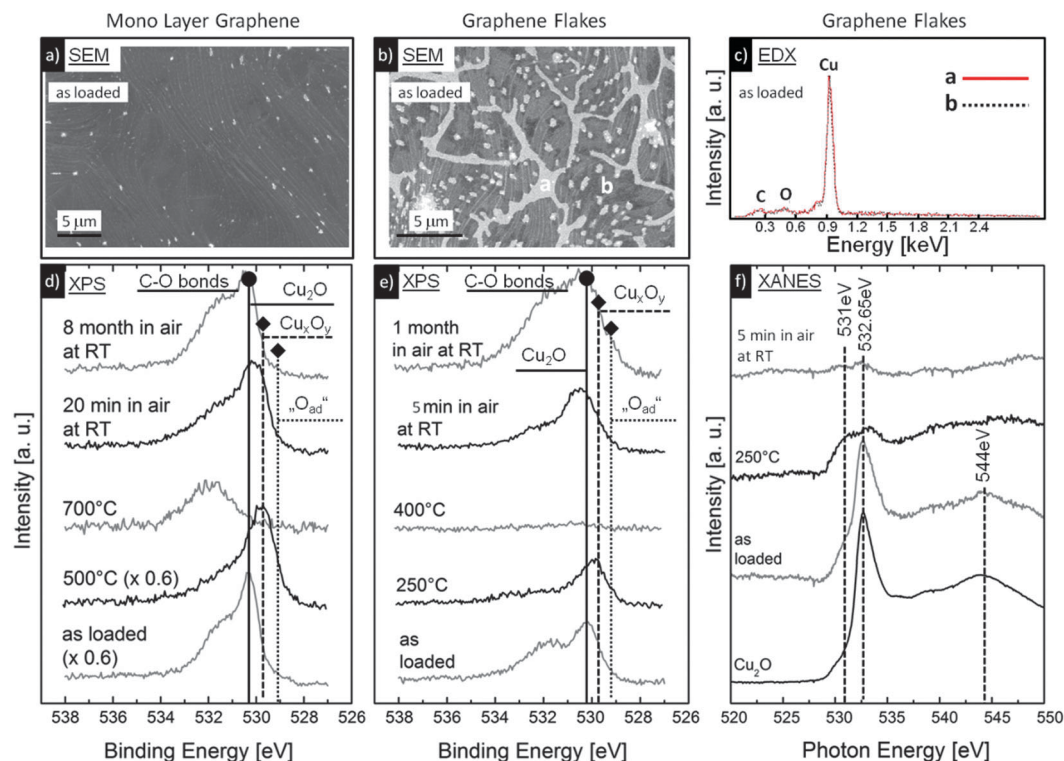 Mono Layer Graphene
Graphene Flakes
Graphene Flakes
a) SEM
as loaded
5 µm
b) SEM
as loaded
a
b
5 µm
c) EDX
as loaded
Cu
a
b
C
O
Intensity [a. u.]
0.3 0.9 1.2 1.8 2.4
Energy [keV]
d) XPS
C-O bonds
Cu2O
CuxOy
8 month in air
at RT
20 min in air
at RT
„Oad“
700°C
500°C (x 0.6)
as loaded
(x 0.6)
Intensity [a. u.]
538 536 534 532 530 528 526
Binding Energy [eV]
e) XPS
C-O bonds
CuxOy
1 month
in air at RT
Cu2O
„Oad“
5 min in air
at RT
400°C
250°C
as
loaded
538 536 534 532 530 528 526
Binding Energy [eV]
f) XANES
531eV
532.65eV
5 min in air
at RT
250°C
544eV
as
loaded
Cu2O
Intensity [a. u.]
520 525 530 535 540 545 550
Photon Energy [eV]